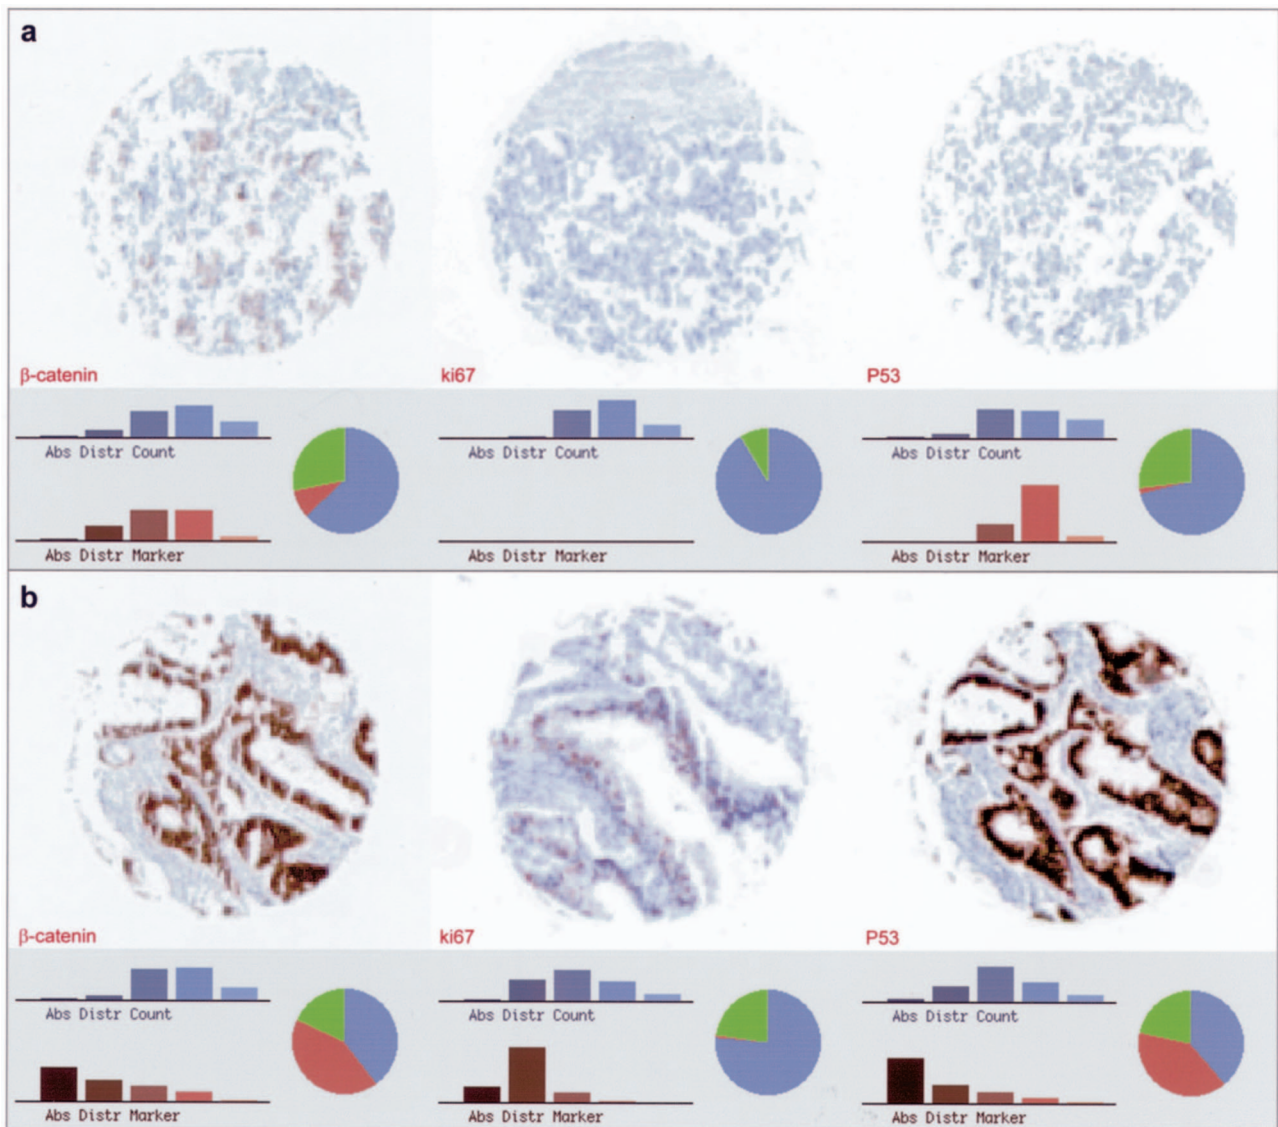 a
β-catenin
ki67
P53
Abs Distr Count
Abs Distr Count
Abs Distr Count
Abs Distr Marker
Abs Distr Marker
Abs Distr Marker
b
β-catenin
ki67
P53
Abs Distr Count
Abs Distr Count
Abs Distr Count
Abs Distr Marker
Abs Distr Marker
Abs Distr Marker